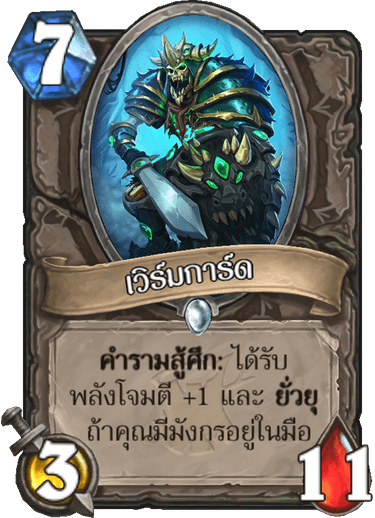 7
เวิร์มการ์ด
คำรามสู้ศึก: ได้รับ
พลังโจมตี +1 และ ยั่วยุ
ถ้าคุณมีมังกรอยู่ในมือ
3
11